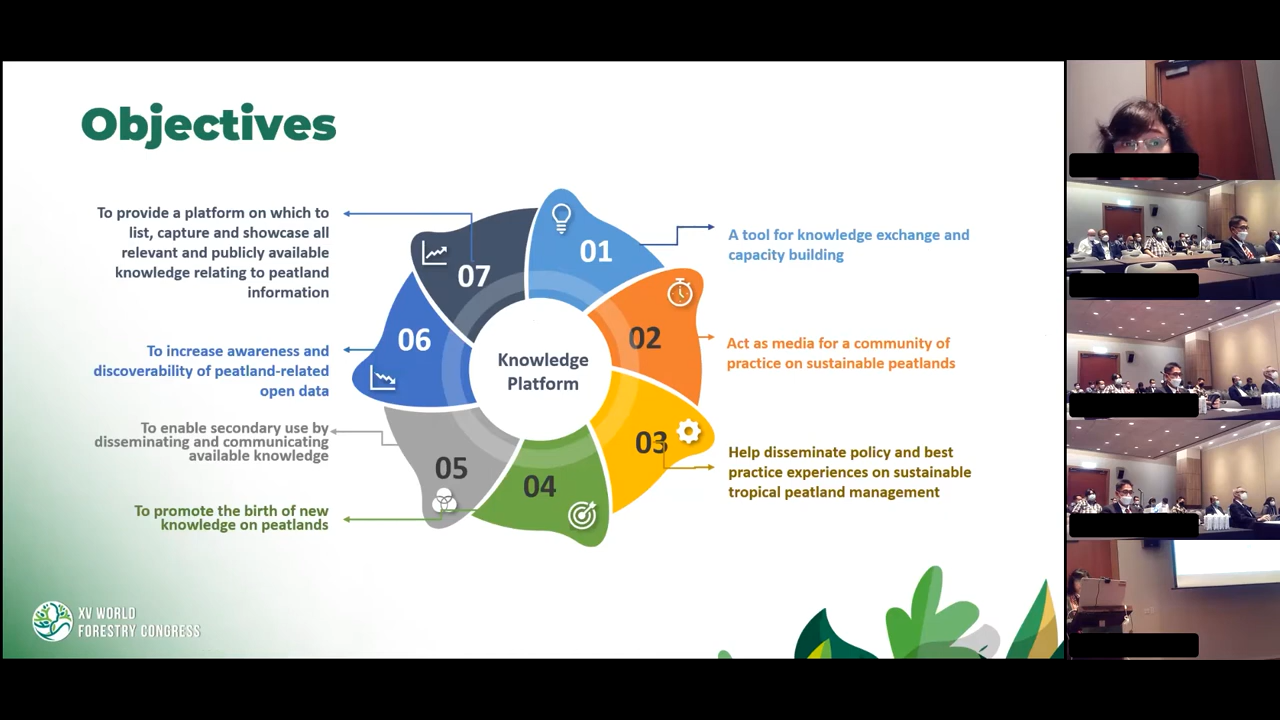 Objectives
To provide a platform on which to
list, capture and showcase all
relevant and publicly available
knowledge relating to peatland
information
To increase awareness and
discoverability of peatland-related
open data
To enable secondary use by
disseminating and communicating
available knowledge
To promote the birth of new
knowledge on peatlands
07
01
06
02
Knowledge
Platform
05
04
03
A tool for knowledge exchange and
capacity building
Act as media for a community of
practice on sustainable peatlands
Help disseminate policy and best
practice experiences on sustainable
tropical peatland management
XV WORLD
FORESTRY CONGRESS